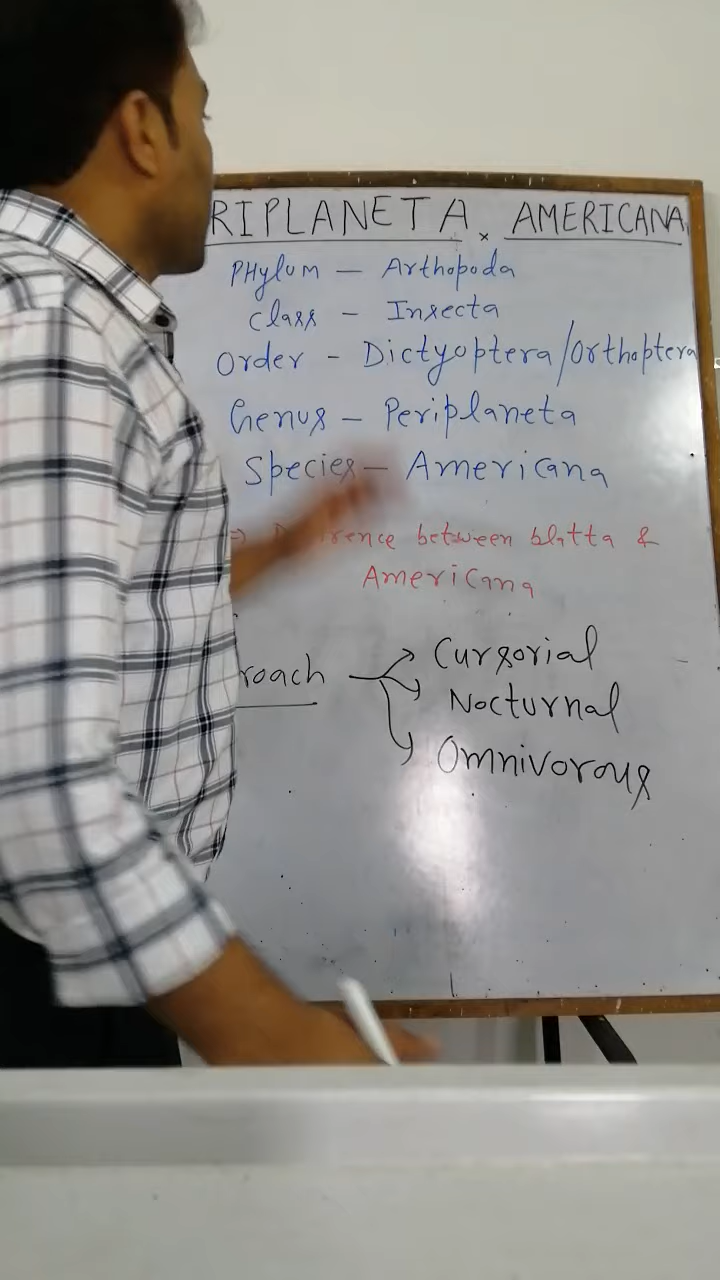 RIPLANETA AMERICANA
PHylum — Arthopoda
Class — Insecta
Order - Dictyoptera/Orthoptera
Genus — Periplaneta
Species — Americana
=> between blatta &
Americana
roach → Cursorial
→ Nocturnal
→ Omnivorous